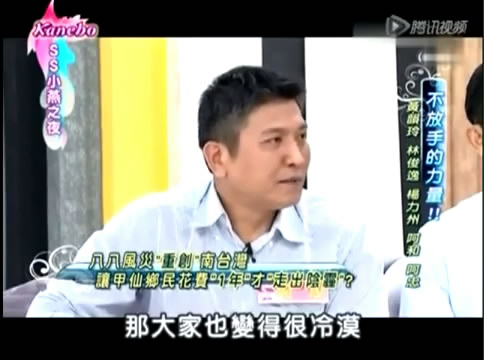 Kanebo
SS小燕之夜
腾讯视频
不放手的力量!!
黃韻玲 林俊逸 楊力州 阿和 阿忠
八八風災"重創"南台灣
讓甲仙鄉民花費"1年"才"走出陰霾"?
那大家也變得很冷漠